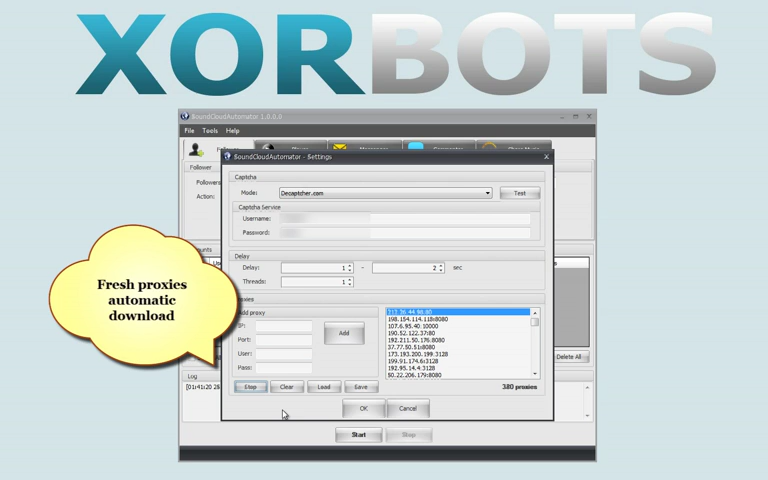 XORBOTS
SoundCloudAutomator 1.0.0.0
File Tools Help
Follower
SoundCloudAutomator - Settings
Captcha
Mode: Decaptcher.com Test
Captcha Service
Username:
Password:
Followers
Action:
Delay
Delay: 1 - 2 sec
Threads: 1
Add proxy
IP:
Port: Add
User:
Pass:
198.154.114.118:8080
107.6.95.40:10000
190.52.122.37:80
192.211.50.176:8080
37.77.50.51:8080
173.193.200.199:3128
199.91.174.6:3128
192.95.14.4:3128
50.22.206.179:8080
Fresh proxies
automatic
download
Delete All
Stop Clear Load Save 380 proxies
Log
OK Cancel
Start Stop